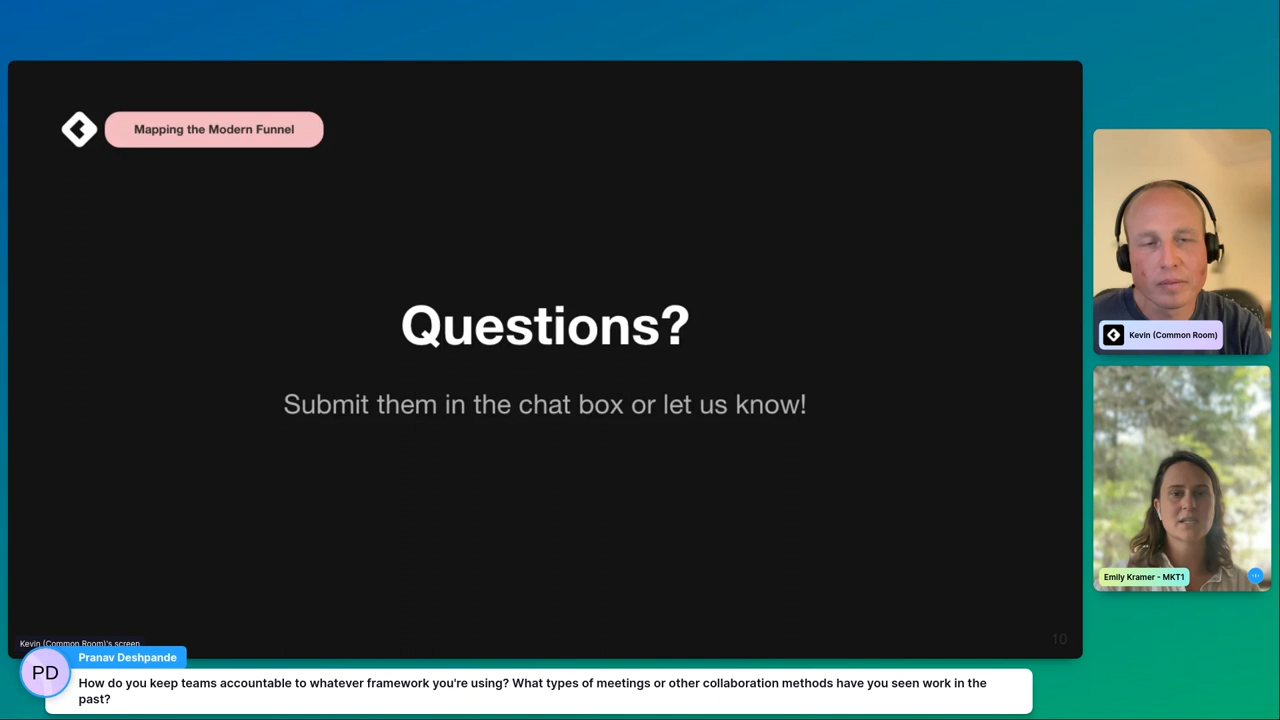 Mapping the Modern Funnel
Questions?
Submit them in the chat box or let us know!
Kevin (Common Room)
Emily Kramer - MKT1
Kevin (Common Room)'s screen
10
Pranav Deshpande
PD
How do you keep teams accountable to whatever framework you're using? What types of meetings or other collaboration methods have you seen work in the
past?